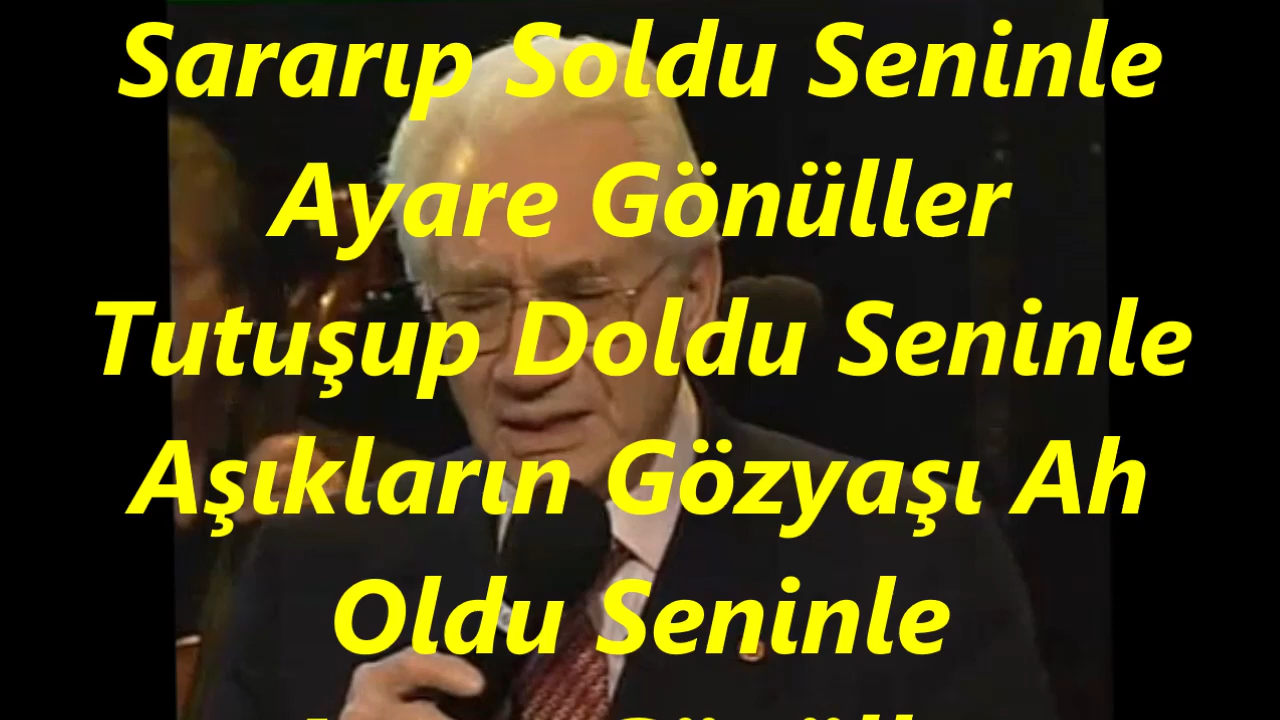 Sararıp Soldu Seninle
Ayare Gönüller
Tutuşup Doldu Seninle
Aşıkların Gözyaşı Ah
Oldu Seninle